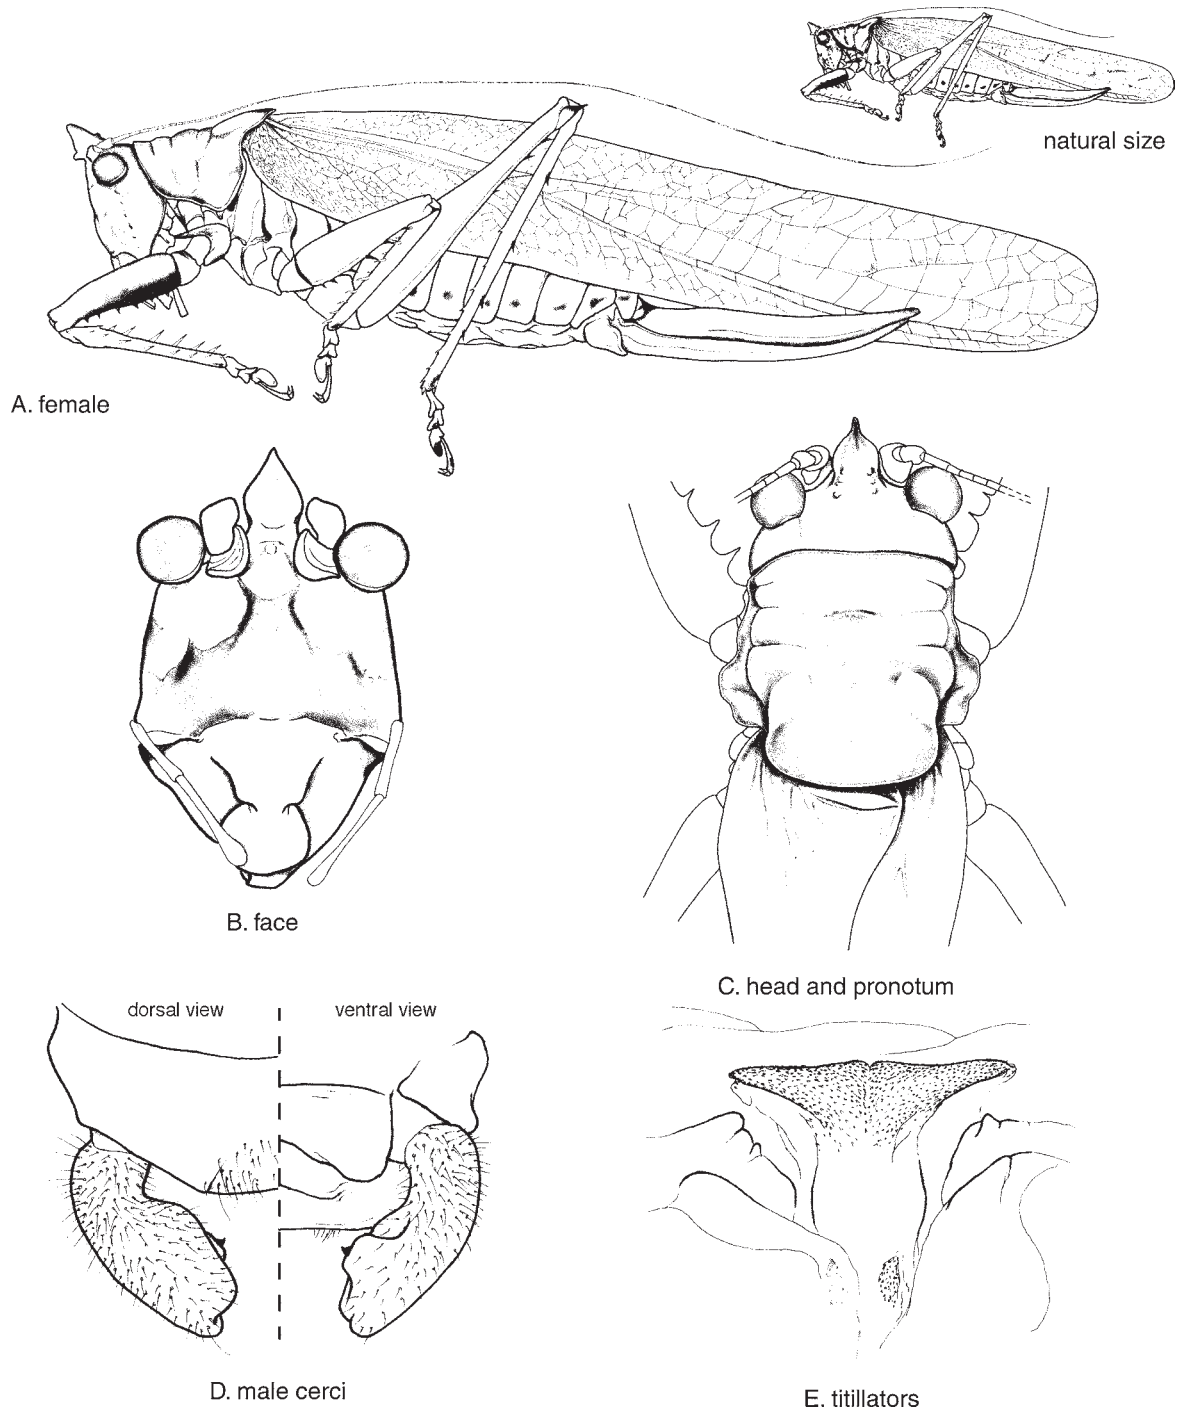 natural size
A. female
B. face
C. head and pronotum
dorsal view
ventral view
D. male cerci
E. titillators